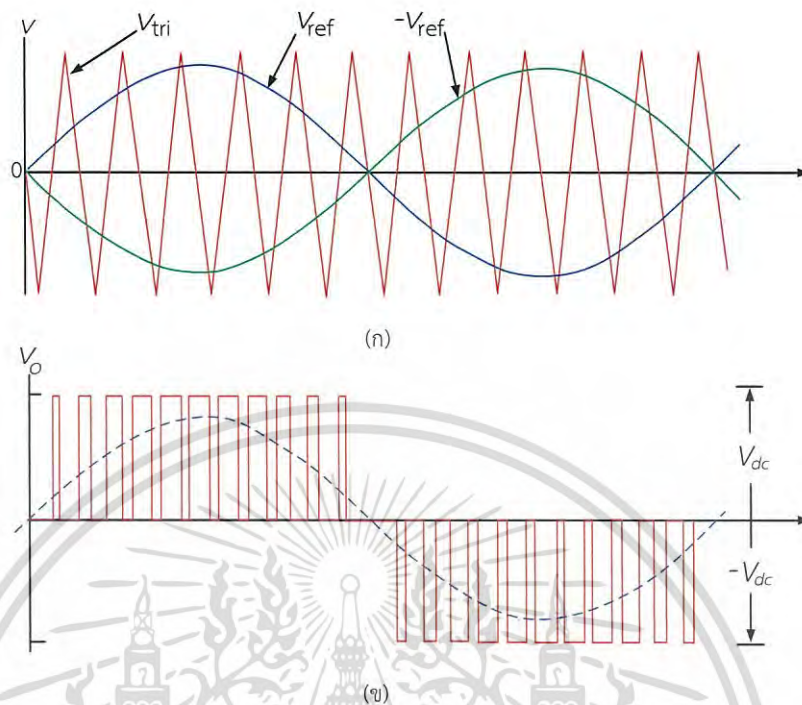 V
V_tri
V_ref
-V_ref
0
(ก)
V_o
V_dc
-V_dc
(ข)